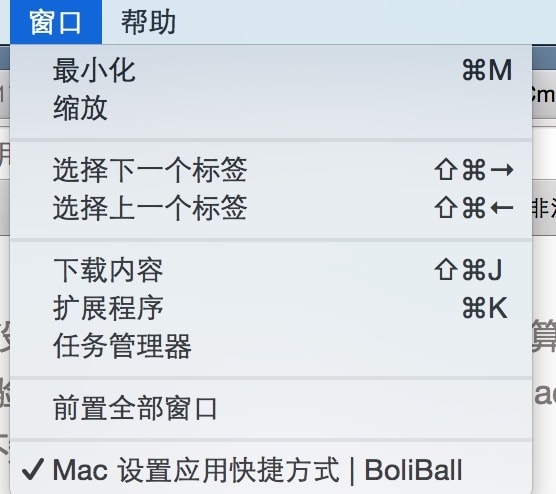 窗口 帮助
最小化 ⌘M
缩放
选择下一个标签 ⇧⌘→
选择上一个标签 ⇧⌘←
下载内容 ⇧⌘J
扩展程序 ⌘K
任务管理器
前置全部窗口
✓ Mac 设置应用快捷方式 | BoliBall